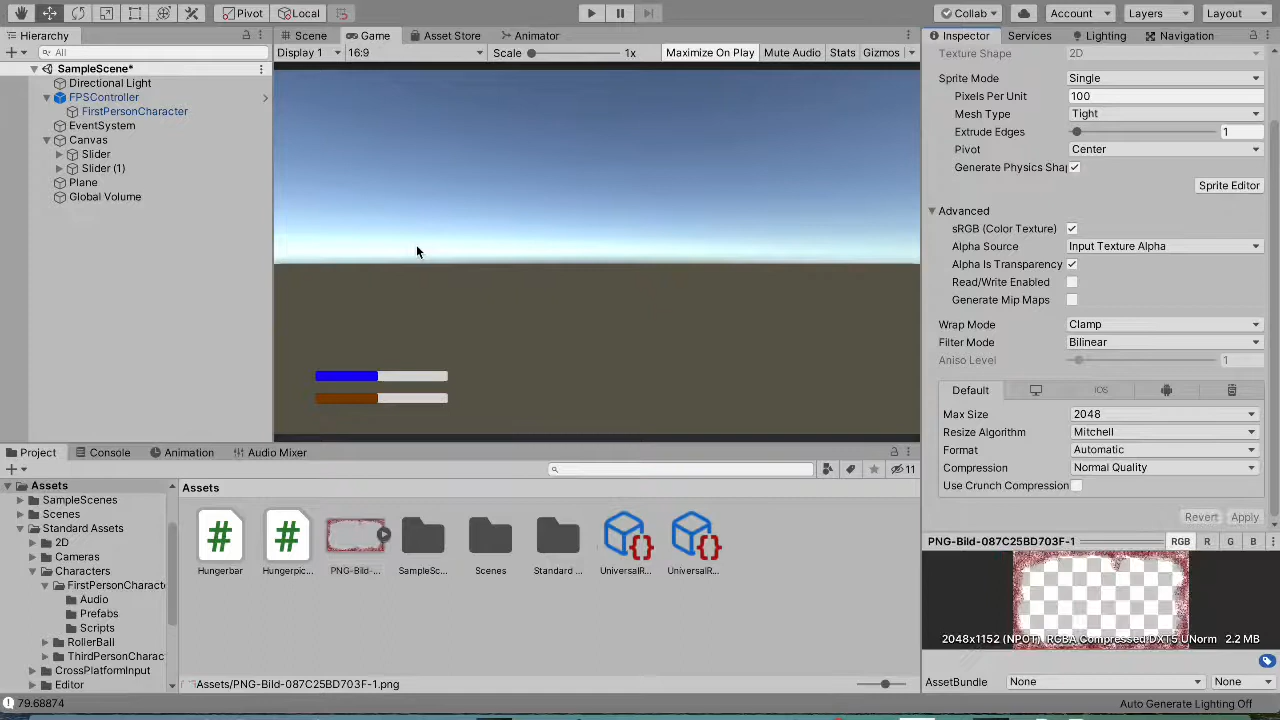 Pivot Local Collab Account Layers Layout
Hierarchy Scene Game Asset Store Animator Inspector Services Lighting Navigation
All Display 1 16:9 Scale 1x Maximize On Play Mute Audio Stats Gizmos Texture Shape 2D
SampleScene*
Directional Light
FPSController
FirstPersonCharacter
EventSystem
Canvas
Slider
Slider (1)
Plane
Global Volume
Sprite Mode Single
Pixels Per Unit 100
Mesh Type Tight
Extrude Edges 1
Pivot Center
Generate Physics Shap
Sprite Editor
Advanced
sRGB (Color Texture)
Alpha Source Input Texture Alpha
Alpha Is Transparency
Read/Write Enabled
Generate Mip Maps
Wrap Mode Clamp
Filter Mode Bilinear
Aniso Level 1
Default iOS
Max Size 2048
Resize Algorithm Mitchell
Format Automatic
Compression Normal Quality
Use Crunch Compression
Revert Apply
Project Console Animation Audio Mixer
11
Assets
SampleScenes
Scenes
Standard Assets
2D
Cameras
Characters
FirstPersonCharact
Audio
Prefabs
Scripts
RollerBall
ThirdPersonCharac
CrossPlatformInput
Editor
Assets
Hungerbar Hungerpic... PNG-Bild-... SampleSc... Scenes Standard ... UniversalR... UniversalR...
Assets/PNG-Bild-087C25BD703F-1.png
PNG-Bild-087C25BD703F-1 RGB R G B
2048x1152 (NPOT) RGBA Compressed DXT5 UNorm 2.2 MB
AssetBundle None None
79.68874 Auto Generate Lighting Off